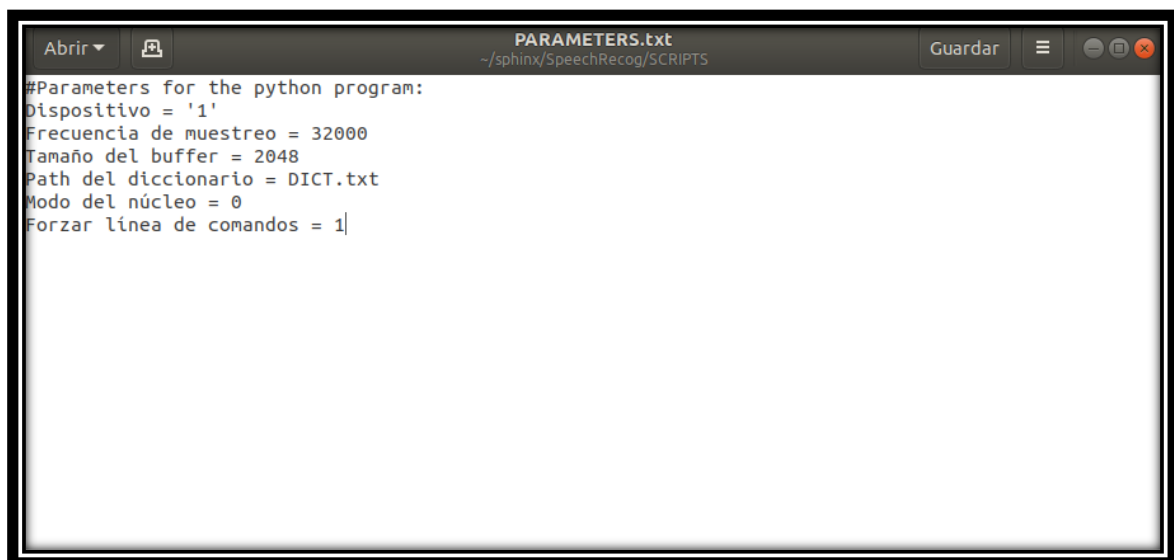 Abrir
PARAMETERS.txt
~/sphinx/SpeechRecog/SCRIPTS
Guardar
#Parameters for the python program:
Dispositivo = '1'
Frecuencia de muestreo = 32000
Tamaño del buffer = 2048
Path del diccionario = DICT.txt
Modo del núcleo = 0
Forzar línea de comandos = 1